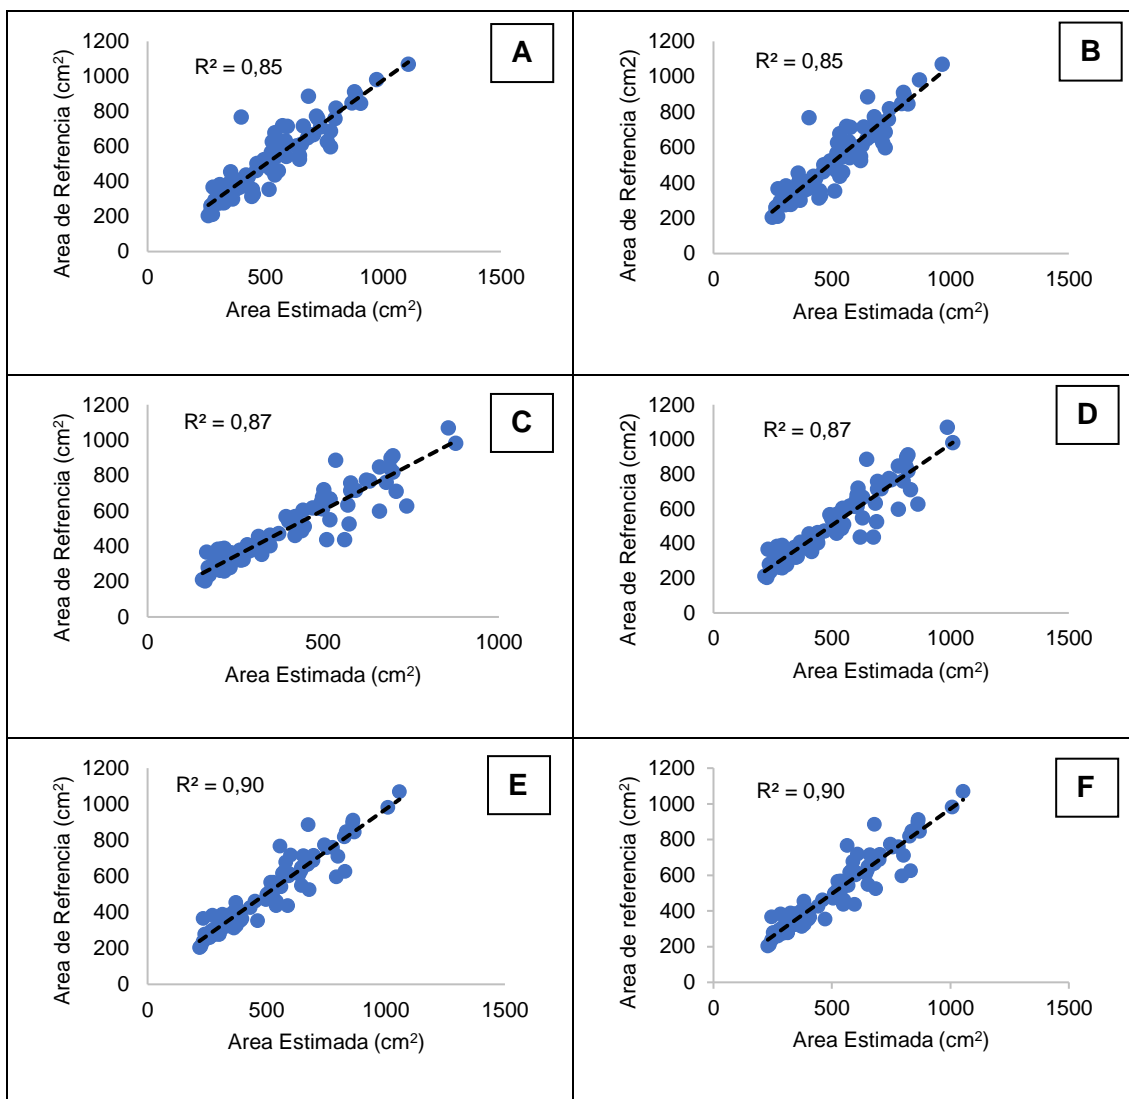 A
R² = 0,85
Area de Refrencia (cm²)
1200
1000
800
600
400
200
0
0 500 1000 1500
Area Estimada (cm²)
B
R² = 0,85
Area de Refrencia (cm2)
1200
1000
800
600
400
200
0
0 500 1000 1500
Area Estimada (cm²)
C
R² = 0,87
Area de Refrencia (cm²)
1200
1000
800
600
400
200
0
0 500 1000
Area Estimada (cm²)
D
R² = 0,87
Area de Refrencia (cm2)
1200
1000
800
600
400
200
0
0 500 1000 1500
Area Estimada (cm²)
E
R² = 0,90
Area de Refrencia (cm²)
1200
1000
800
600
400
200
0
0 500 1000 1500
Area Estimada (cm²)
F
R² = 0,90
Area de referencia (cm²)
1200
1000
800
600
400
200
0
0 500 1000 1500
Area Estimada (cm²)